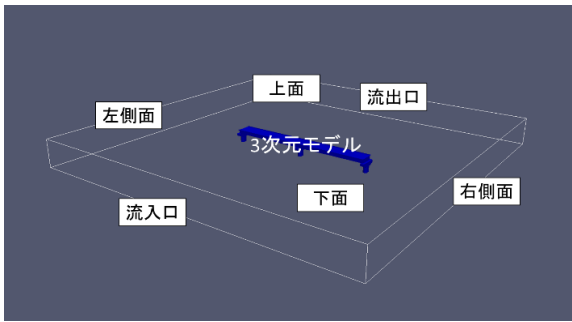 上面
流出口
左側面
3次元モデル
下面
右側面
流入口